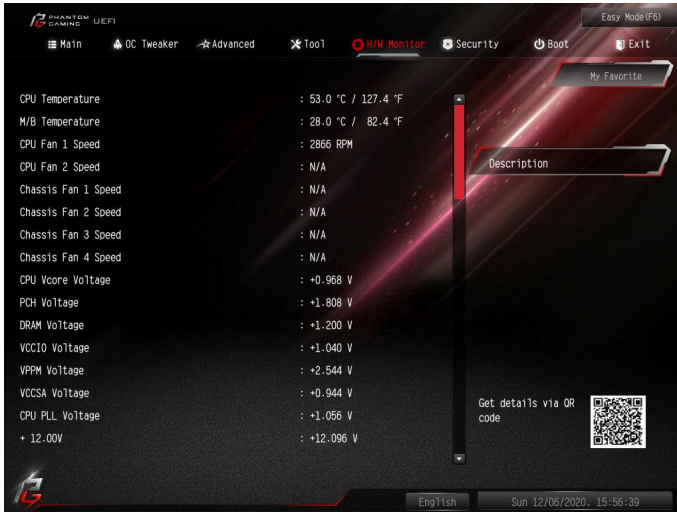 PHANTOM GAMING UEFI
Easy Mode(F6)
Main OC Tweaker Advanced Tool H/W Monitor Security Boot Exit
My Favorite
CPU Temperature : 53.0 °C / 127.4 °F
M/B Temperature : 28.0 °C / 82.4 °F
CPU Fan 1 Speed : 2866 RPM
CPU Fan 2 Speed : N/A
Chassis Fan 1 Speed : N/A
Chassis Fan 2 Speed : N/A
Chassis Fan 3 Speed : N/A
Chassis Fan 4 Speed : N/A
CPU Vcore Voltage : +0.968 V
PCH Voltage : +1.808 V
DRAM Voltage : +1.200 V
VCCIO Voltage : +1.040 V
VPPM Voltage : +2.544 V
VCCSA Voltage : +0.944 V
CPU PLL Voltage : +1.056 V
+ 12.00V : +12.096 V
Description
Get details via QR
code
English
Sun 12/06/2020. 15:56:39